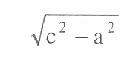 √(c² − a²)